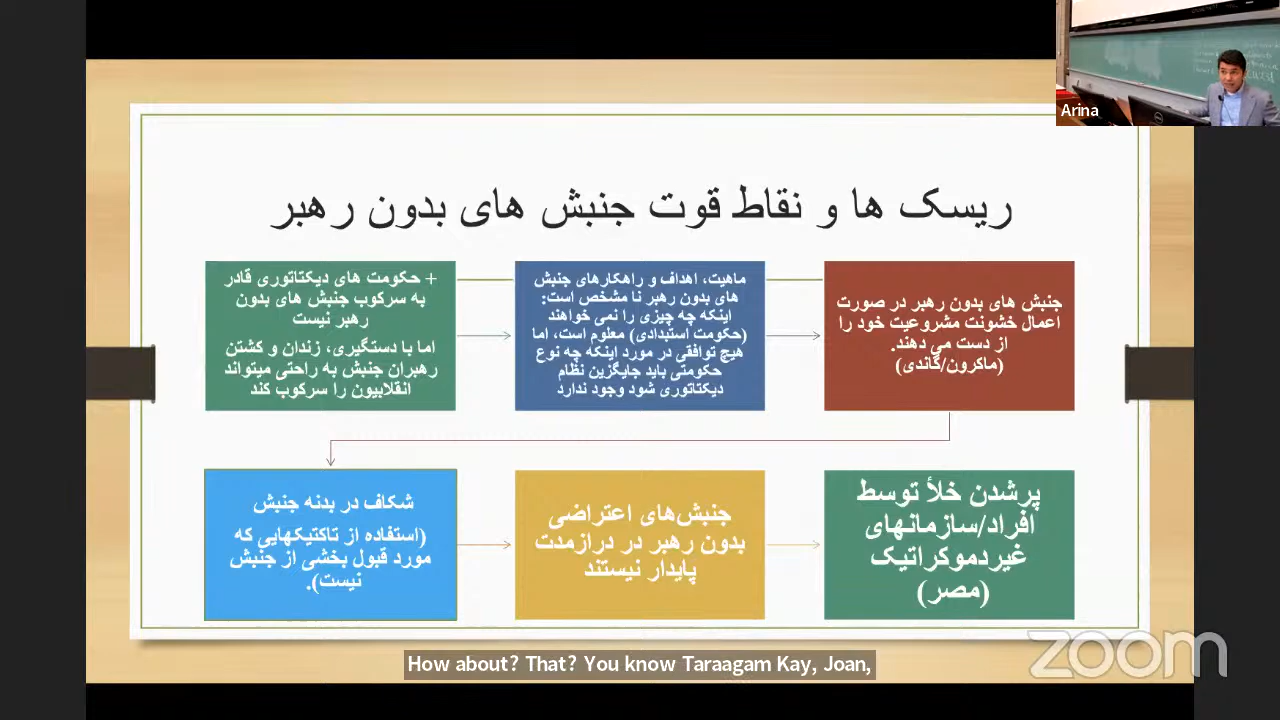 Arina
ریسک ها و نقاط قوت جنبش های بدون رهبر
+ حکومت های دیکتاتوری قادر
به سرکوب جنبش های بدون
رهبر نیست
اما با دستگیری، زندان و کشتن
رهبران جنبش به راحتی میتواند
انقلابیون را سرکوب کند
ماهیت، اهداف و راهکارهای جنبش
های بدون رهبر نا مشخص است:
اینکه چه چیزی را نمی خواهند
(حکومت استبدادی) معلوم است، اما
هیچ توافقی در مورد اینکه چه نوع
حکومتی باید جایگزین نظام
دیکتاتوری شود وجود ندارد
جنبش های بدون رهبر در صورت
اعمال خشونت مشروعیت خود را
از دست می دهند.
(ماکرون/گاندی)
شکاف در بدنه جنبش
(استفاده از تاکتیکهایی که
مورد قبول بخشی از جنبش
نیست).
جنبش‌های اعتراضی
بدون رهبر در درازمدت
پایدار نیستند
پرشدن خلأ توسط
افراد/سازمانهای
غیردموکراتیک
(مصر)
zoom
How about? That? You know Taraagam Kay, Joan,